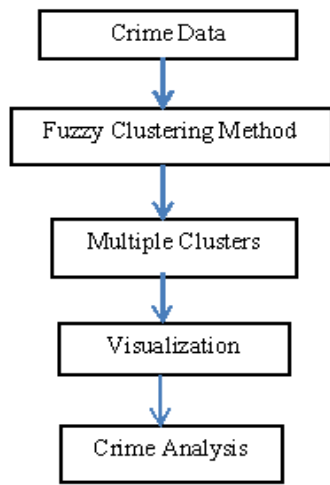 Crime Data
Fuzzy Clustering Method
Multiple Clusters
Visualization
Crime Analysis